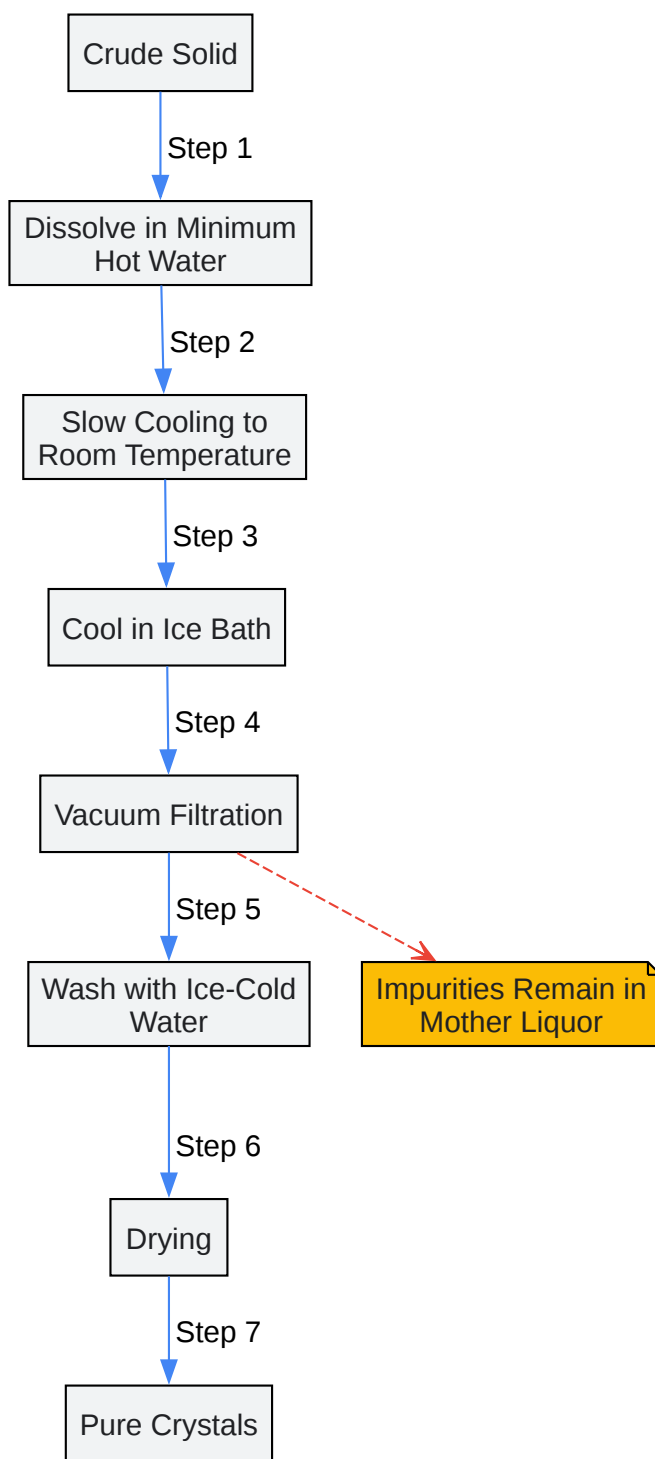 Crude Solid
Step 1
Dissolve in Minimum
Hot Water
Step 2
Slow Cooling to
Room Temperature
Step 3
Cool in Ice Bath
Step 4
Vacuum Filtration
Step 5
Wash with Ice-Cold
Water
Impurities Remain in
Mother Liquor
Step 6
Drying
Step 7
Pure Crystals